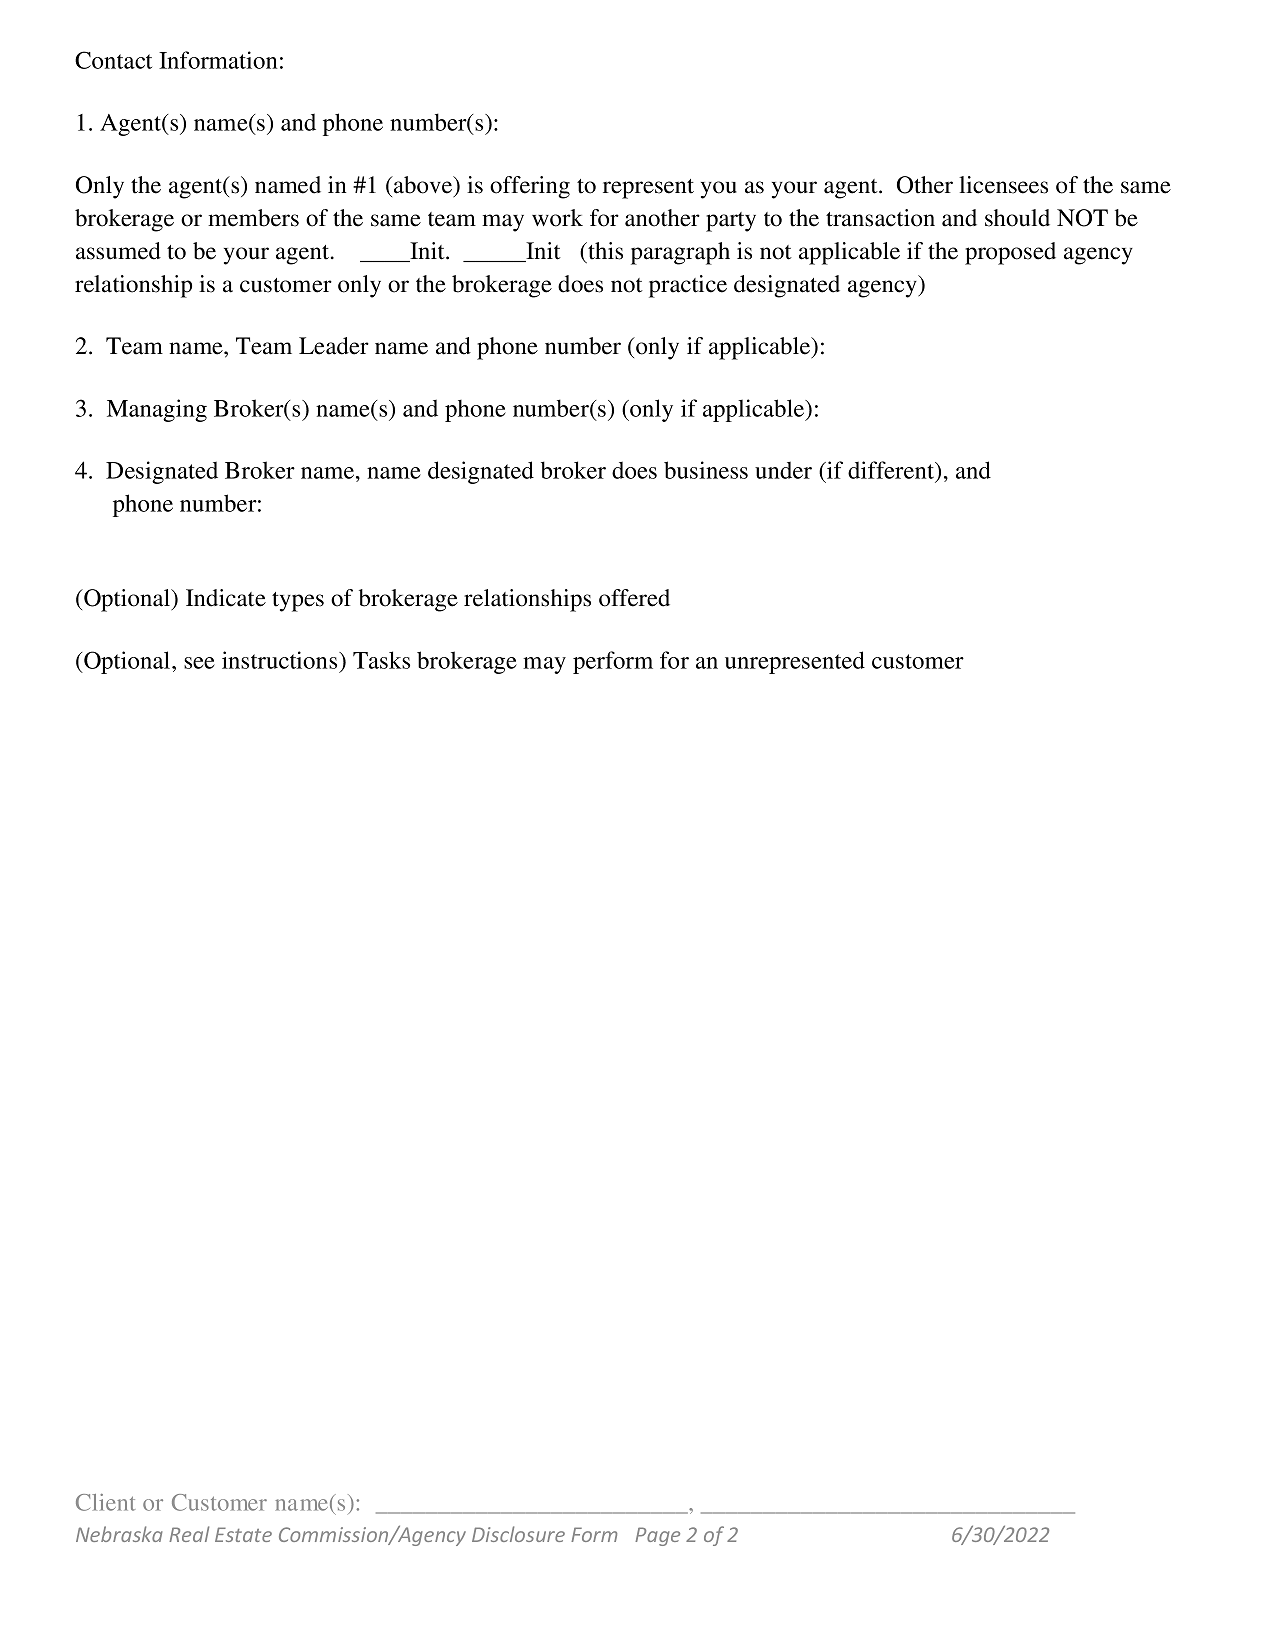 Contact Information:
1. Agent(s) name(s) and phone number(s):
Only the agent(s) named in #1 (above) is offering to represent you as your agent.  Other licensees of the same
brokerage or members of the same team may work for another party to the transaction and should NOT be
assumed to be your agent.    ____Init.  _____Init   (this paragraph is not applicable if the proposed agency
relationship is a customer only or the brokerage does not practice designated agency)
2.  Team name, Team Leader name and phone number (only if applicable):
3.  Managing Broker(s) name(s) and phone number(s) (only if applicable):
4.  Designated Broker name, name designated broker does business under (if different), and
phone number:
(Optional) Indicate types of brokerage relationships offered
(Optional, see instructions) Tasks brokerage may perform for an unrepresented customer
Client or Customer name(s):  _________________________, ______________________________
Nebraska Real Estate Commission/Agency Disclosure Form   Page 2 of 2   6/30/2022